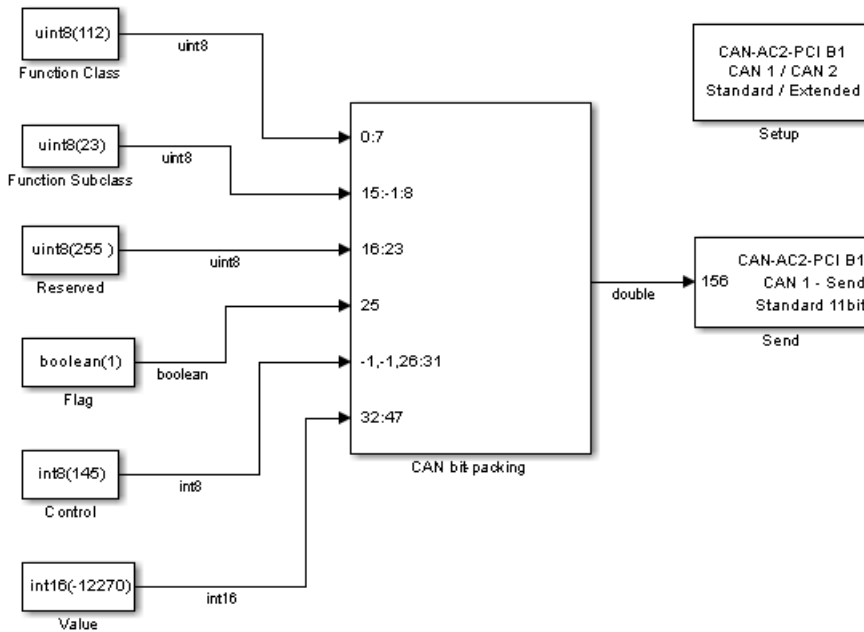 uint8(112)
Function Class
uint8
uint8(23)
Function Subclass
uint8
uint8(255 )
Reserved
uint8
boolean(1)
Flag
boolean
int8(145)
Control
int8
int16(-12270)
Value
int16
0:7
15:-1:8
16:23
25
-1,-1,26:31
32:47
CAN bit-packing
double
CAN-AC2-PCI B1
CAN 1 / CAN 2
Standard / Extended
Setup
156
CAN-AC2-PCI B1
CAN 1 - Send
Standard 11bit
Send